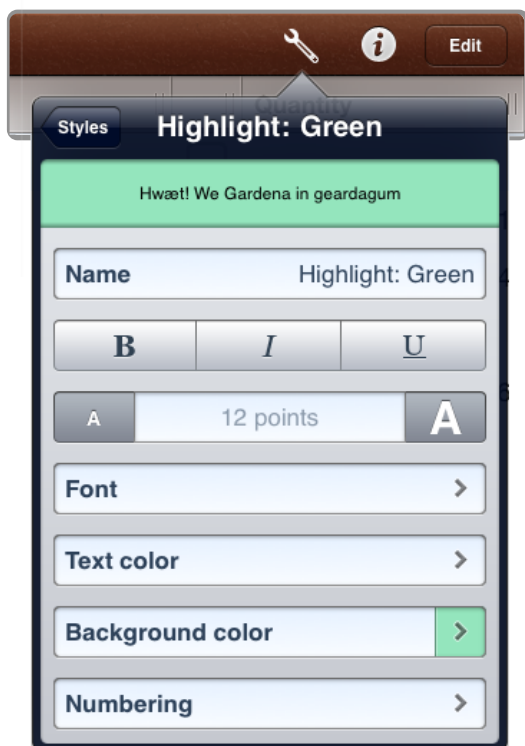 Edit
Quantity
Styles
Highlight: Green
Hwæt! We Gardena in geardagum
Name
Highlight: Green
B
I
U
A
12 points
A
Font
Text color
Background color
Numbering